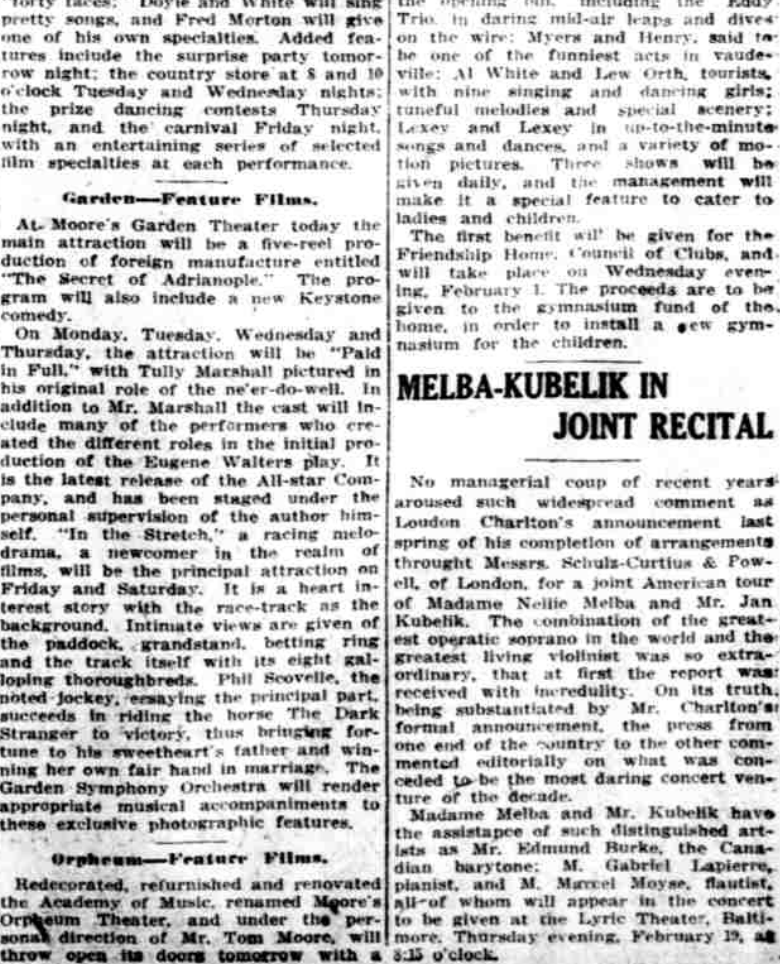 "forty faces;" Doyle and White will sing
pretty songs, and Fred Morton will give
one of his own specialties. Added fea-
tures include the surprise party tomor-
row night; the country store at 8 and 10
o'clock Tuesday and Wednesday nights;
the prize dancing contests Thursday
night, and the carnival Friday night,
with an entertaining series of selected
film specialties at each performance.
Garden—Feature Films.
At Moore's Garden Theater today the
main attraction will be a five-reel pro-
duction of foreign manufacture entitled
"The Secret of Adrianople." The pro-
gram will also include a new Keystone
comedy.
On Monday, Tuesday, Wednesday and
Thursday, the attraction will be "Paid
in Full," with Tully Marshall pictured in
his original role of the ne'er-do-well. In
addition to Mr. Marshall the cast will in-
clude many of the performers who cre-
ated the different roles in the initial pro-
duction of the Eugene Walters play. It
is the latest release of the All-star Com-
pany, and has been staged under the
personal supervision of the author him-
self. "In the Stretch," a racing melo-
drama, a newcomer in the realm of
films, will be the principal attraction on
Friday and Saturday. It is a heart in-
terest story with the race-track as the
background. Intimate views are given of
the paddock, grandstand, betting ring
and the track itself with its eight gal-
loping thoroughbreds. Phil Scovelle, the
noted jockey, essaying the principal part,
succeeds in riding the horse The Dark
Stranger to victory, thus bringing for-
tune to his sweetheart's father and win-
ning her own fair hand in marriage. The
Garden Symphony Orchestra will render
appropriate musical accompaniments to
these exclusive photographic features.
Orpheum—Feature Films.
Redecorated, refurnished and renovated
the Academy of Music, renamed Moore's
Orpheum Theater, and under the per-
sonal direction of Mr. Tom Moore, will
throw open its doors tomorrow with a
the opening bill, including the Eddy
Trio, in daring mid-air leaps and dives
on the wire; Myers and Henry, said to
be one of the funniest acts in vaude-
ville; Al White and Lew Orth, tourists,
with nine singing and dancing girls;
tuneful melodies and special scenery;
Lexey and Lexey in up-to-the-minute
songs and dances, and a variety of mo-
tion pictures. Three shows will be
given daily, and the management will
make it a special feature to cater to
ladies and children.
The first benefit will be given for the
Friendship Home, Council of Clubs, and
will take place on Wednesday even-
ing, February 1. The proceeds are to be
given to the gymnasium fund of the
home, in order to install a new gym-
nasium for the children.
MELBA-KUBELIK IN
JOINT RECITAL
No managerial coup of recent years
aroused such widespread comment as
Loudon Charlton's announcement last
spring of his completion of arrangements
throught Messrs. Schulz-Curtius & Pow-
ell, of London, for a joint American tour
of Madame Nellie Melba and Mr. Jan
Kubelik. The combination of the great-
est operatic soprano in the world and the
greatest living violinist was so extra-
ordinary, that at first the report was
received with incredulity. On its truth
being substantiated by Mr. Charlton's
formal announcement, the press from
one end of the country to the other com-
mented editorially on what was con-
ceded to be the most daring concert ven-
ture of the decade.
Madame Melba and Mr. Kubelik have
the assistance of such distinguished art-
ists as Mr. Edmund Burke, the Cana-
dian barytone; M. Gabriel Lapierre,
pianist, and M. Marcel Moyse, flautist,
all of whom will appear in the concert
to be given at the Lyric Theater, Balti-
more, Thursday evening, February 19, at
8:15 o'clock.